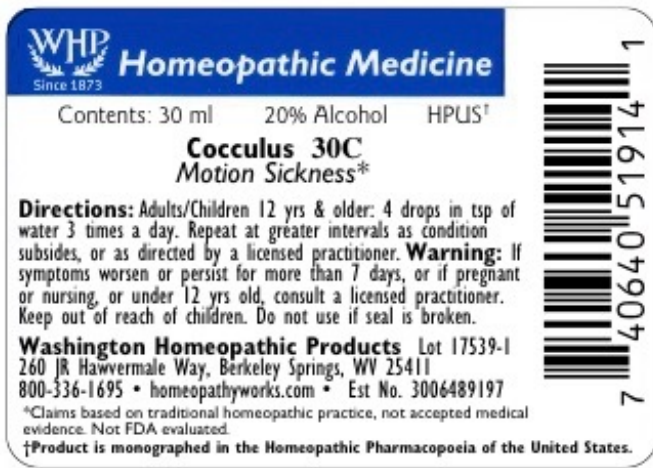 WHP
Since 1873
Homeopathic Medicine
Contents: 30 ml 20% Alcohol HPUS†
Cocculus 30C
Motion Sickness*
Directions: Adults/Children 12 yrs & older: 4 drops in tsp of
water 3 times a day. Repeat at greater intervals as condition
subsides, or as directed by a licensed practitioner. Warning: If
symptoms worsen or persist for more than 7 days, or if pregnant
or nursing, or under 12 yrs old, consult a licensed practitioner.
Keep out of reach of children. Do not use if seal is broken.
Washington Homeopathic Products Lot 17539-1
260 JR Hawvermale Way, Berkeley Springs, WV 25411
800-336-1695 • homeopathyworks.com • Est No. 3006489197
*Claims based on traditional homeopathic practice, not accepted medical
evidence. Not FDA evaluated.
†Product is monographed in the Homeopathic Pharmacopoeia of the United States.
7 40640 51914 1